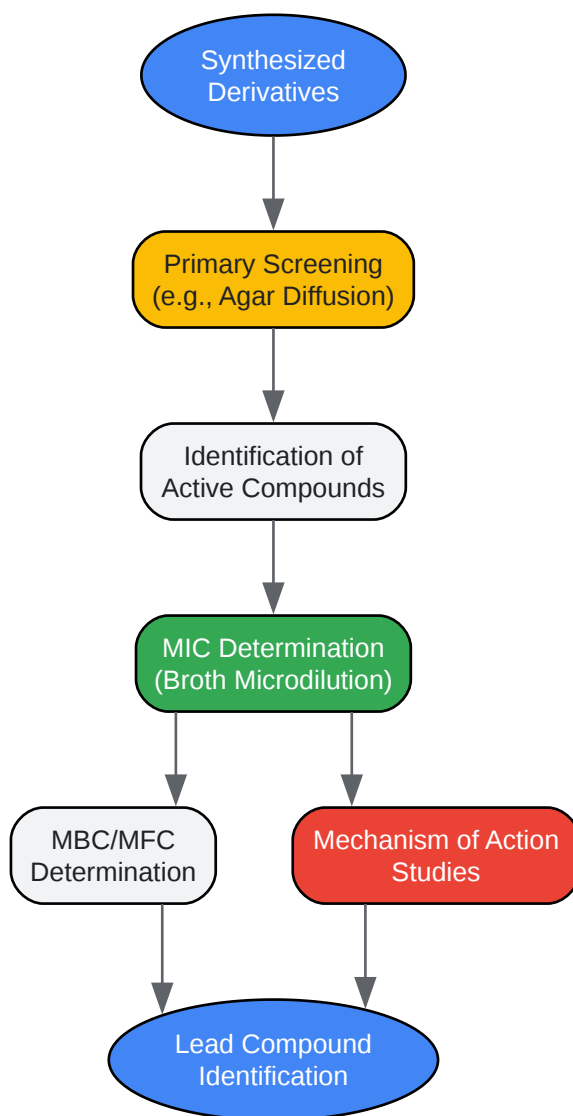 Synthesized
Derivatives
Primary Screening
(e.g., Agar Diffusion)
Identification of
Active Compounds
MIC Determination
(Broth Microdilution)
MBC/MFC
Determination
Mechanism of Action
Studies
Lead Compound
Identification